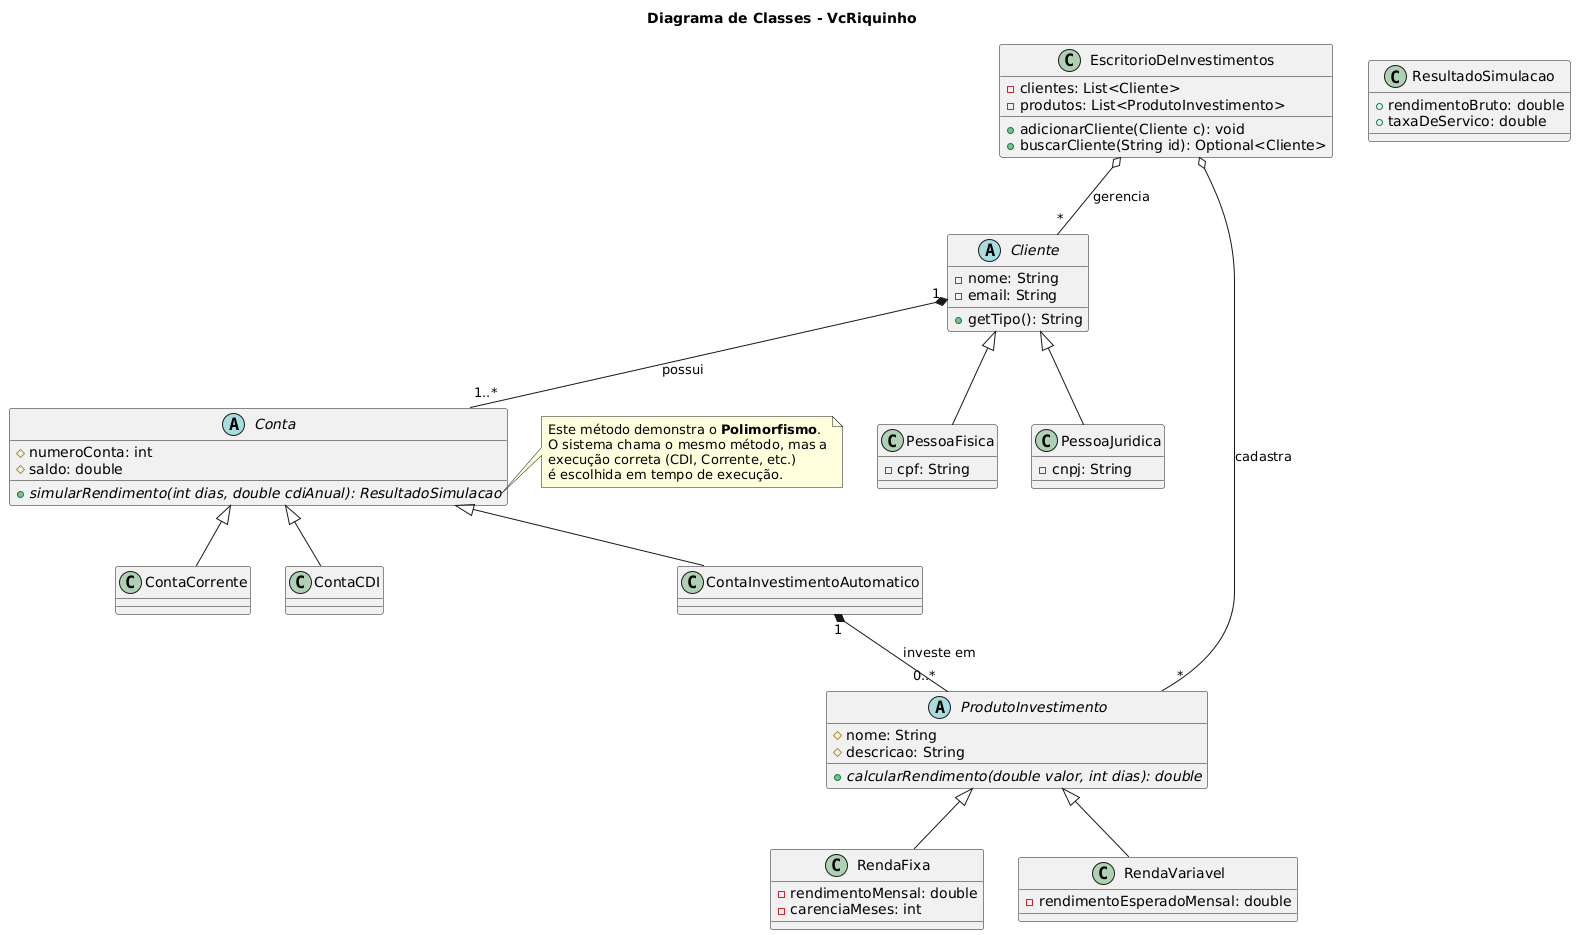 Diagrama de Classes - VcRiquinho
C EscritorioDeInvestimentos
clientes: List<Cliente>
produtos: List<ProdutoInvestimento>
adicionarCliente(Cliente c): void
buscarCliente(String id): Optional<Cliente>
C ResultadoSimulacao
rendimentoBruto: double
taxaDeServico: double
gerencia
*
A Cliente
nome: String
email: String
getTipo(): String
1
possui
1..*
A Conta
numeroConta: int
saldo: double
simularRendimento(int dias, double cdiAnual): ResultadoSimulacao
Este método demonstra o Polimorfismo.
O sistema chama o mesmo método, mas a
execução correta (CDI, Corrente, etc.)
é escolhida em tempo de execução.
C PessoaFisica
cpf: String
C PessoaJuridica
cnpj: String
cadastra
C ContaCorrente
C ContaCDI
C ContaInvestimentoAutomatico
1
investe em
0..*
*
A ProdutoInvestimento
nome: String
descricao: String
calcularRendimento(double valor, int dias): double
C RendaFixa
rendimentoMensal: double
carenciaMeses: int
C RendaVariavel
rendimentoEsperadoMensal: double